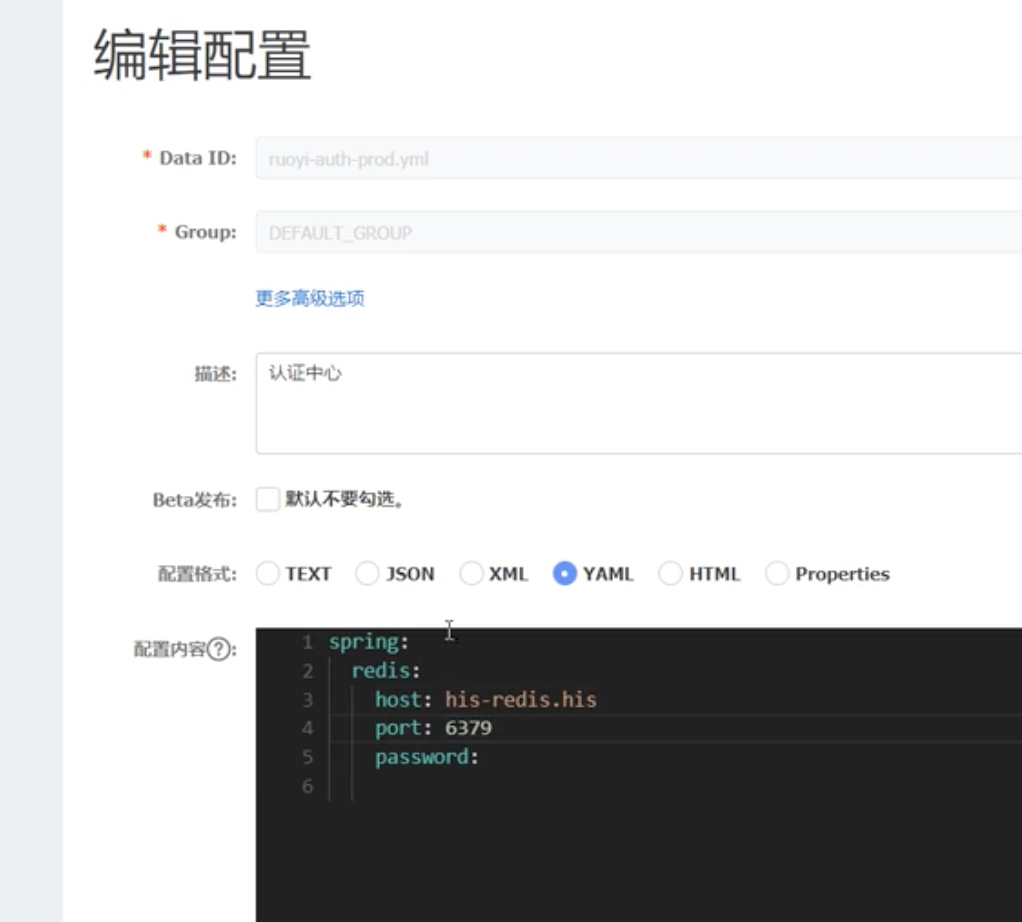 编辑配置
* Data ID: ruoyi-auth-prod.yml
* Group: DEFAULT_GROUP
更多高级选项
描述: 认证中心
Beta发布: 默认不要勾选。
配置格式: TEXT JSON XML YAML HTML Properties
配置内容?: 1 spring:
2 redis:
3 host: his-redis.his
4 port: 6379
5 password:
6